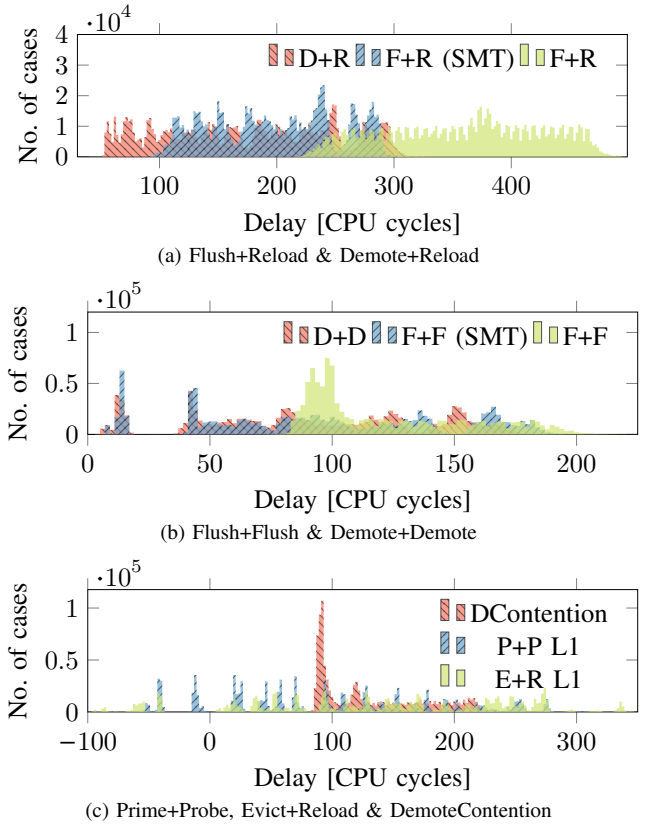 No. of cases
·10^4
4
3
2
1
0
D+R F+R (SMT) F+R
100 200 300 400
Delay [CPU cycles]
(a) Flush+Reload & Demote+Reload
No. of cases
·10^5
1
0.5
0
D+D F+F (SMT) F+F
0 50 100 150 200
Delay [CPU cycles]
(b) Flush+Flush & Demote+Demote
No. of cases
·10^5
1
0.5
0
DContention
P+P L1
E+R L1
−100 0 100 200 300
Delay [CPU cycles]
(c) Prime+Probe, Evict+Reload & DemoteContention